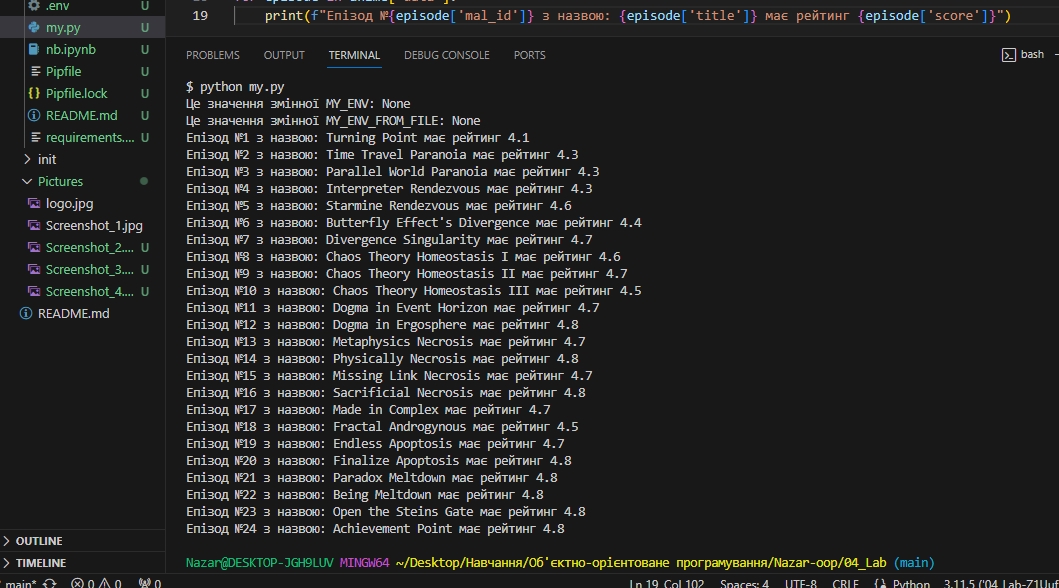 .env U
my.py U
nb.ipynb U
Pipfile U
Pipfile.lock U
README.md U
requirements.... U
init
Pictures
logo.jpg
Screenshot_1.jpg
Screenshot_2.... U
Screenshot_3.... U
Screenshot_4.... U
README.md
OUTLINE
TIMELINE
19 print(f"Епізод №{episode['mal_id']} з назвою: {episode['title']} має рейтинг {episode['score']}")
PROBLEMS OUTPUT TERMINAL DEBUG CONSOLE PORTS bash
$ python my.py
Це значення змінної MY_ENV: None
Це значення змінної MY_ENV_FROM_FILE: None
Епізод №1 з назвою: Turning Point має рейтинг 4.1
Епізод №2 з назвою: Time Travel Paranoia має рейтинг 4.3
Епізод №3 з назвою: Parallel World Paranoia має рейтинг 4.3
Епізод №4 з назвою: Interpreter Rendezvous має рейтинг 4.3
Епізод №5 з назвою: Starmine Rendezvous має рейтинг 4.6
Епізод №6 з назвою: Butterfly Effect's Divergence має рейтинг 4.4
Епізод №7 з назвою: Divergence Singularity має рейтинг 4.7
Епізод №8 з назвою: Chaos Theory Homeostasis I має рейтинг 4.6
Епізод №9 з назвою: Chaos Theory Homeostasis II має рейтинг 4.7
Епізод №10 з назвою: Chaos Theory Homeostasis III має рейтинг 4.5
Епізод №11 з назвою: Dogma in Event Horizon має рейтинг 4.7
Епізод №12 з назвою: Dogma in Ergosphere має рейтинг 4.8
Епізод №13 з назвою: Metaphysics Necrosis має рейтинг 4.7
Епізод №14 з назвою: Physically Necrosis має рейтинг 4.8
Епізод №15 з назвою: Missing Link Necrosis має рейтинг 4.7
Епізод №16 з назвою: Sacrificial Necrosis має рейтинг 4.8
Епізод №17 з назвою: Made in Complex має рейтинг 4.7
Епізод №18 з назвою: Fractal Androgynous має рейтинг 4.5
Епізод №19 з назвою: Endless Apoptosis має рейтинг 4.7
Епізод №20 з назвою: Finalize Apoptosis має рейтинг 4.8
Епізод №21 з назвою: Paradox Meltdown має рейтинг 4.8
Епізод №22 з назвою: Being Meltdown має рейтинг 4.8
Епізод №23 з назвою: Open the Steins Gate має рейтинг 4.8
Епізод №24 з назвою: Achievement Point має рейтинг 4.8
Nazar@DESKTOP-JGH9LUV MINGW64 ~/Desktop/Навчання/Об'єктно-орієнтоване програмування/Nazar-oop/04_Lab (main)
main* 0 0 0 Ln 19, Col 102 Spaces: 4 UTF-8 CRLF Python 3.11.5